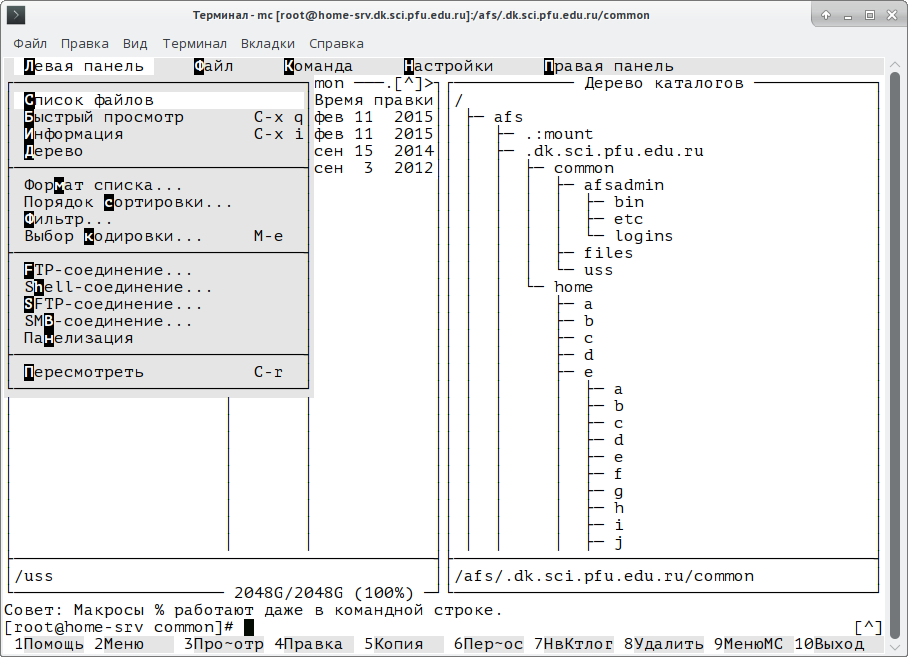 Терминал - mc [root@home-srv.dk.sci.pfu.edu.ru]:/afs/.dk.sci.pfu.edu.ru/common
Файл Правка Вид Терминал Вкладки Справка
Левая панель Файл Команда Настройки Правая панель
mon .[^]> Дерево каталогов
Список файлов Время правки /
Быстрый просмотр C-x q фев 11 2015 afs
Информация C-x i фев 11 2015 .:mount
Дерево сен 15 2014 .dk.sci.pfu.edu.ru
сен 3 2012 common
Формат списка... afsadmin
Порядок сортировки... bin
Фильтр... etc
Выбор кодировки... M-e logins
files
FTP-соединение... uss
Shell-соединение... home
SFTP-соединение... a
SMB-соединение... b
Панелизация c
d
Пересмотреть C-r e
a
b
c
d
e
f
g
h
i
j
/uss /afs/.dk.sci.pfu.edu.ru/common
2048G/2048G (100%)
Совет: Макросы % работают даже в командной строке.
[root@home-srv common]# [^]
1Помощь 2Меню 3Про~отр 4Правка 5Копия 6Пер~ос 7НвКтлог 8Удалить 9МенюMC 10Выход